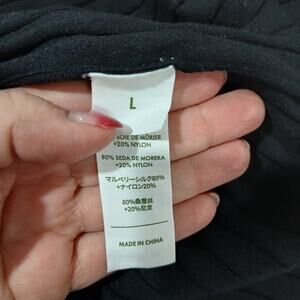 L
SOIE DE MÛRIER
+20% NYLON
80% SEDA DE MORERA
+20% NYLON
マルベリーシルク80%
+ナイロン20%
80%桑蚕丝
+20%尼龙
MADE IN CHINA